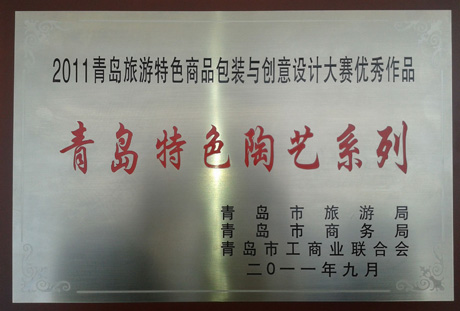 2011青岛旅游特色商品包装与创意设计大赛优秀作品
青岛特色陶艺系列
青岛市旅游局
青岛市商务局
青岛市工商业联合会
二〇一一年九月